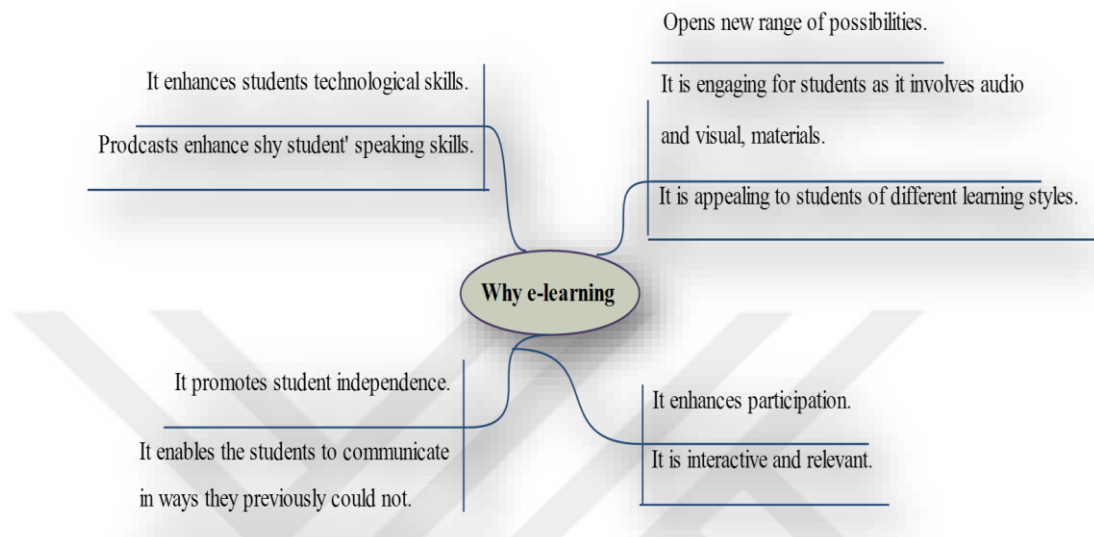 It enhances students technological skills.
Prodcasts enhance shy student' speaking skills.
Opens new range of possibilities.
It is engaging for students as it involves audio
and visual, materials.
It is appealing to students of different learning styles.
Why e-learning
It promotes student independence.
It enables the students to communicate
in ways they previously could not.
It enhances participation.
It is interactive and relevant.